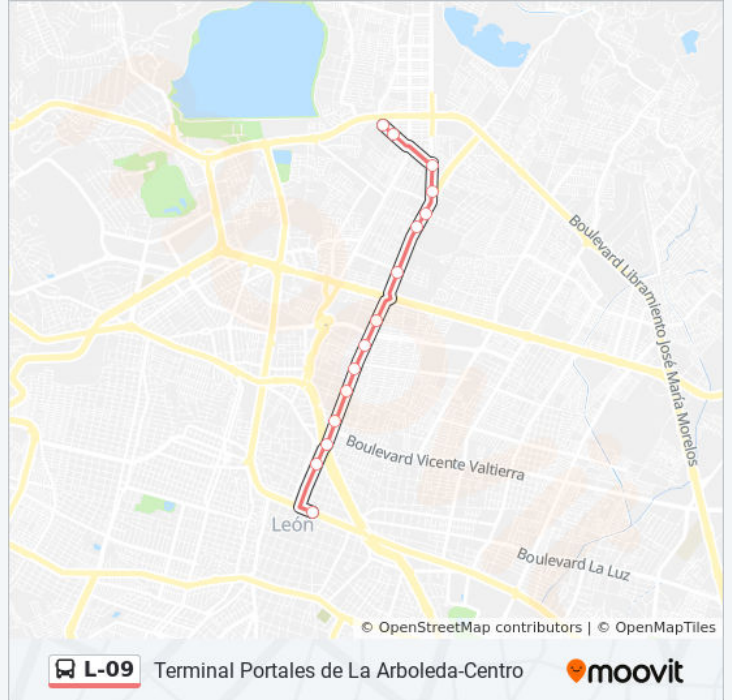 Boulevard Libramiento José María Morelos
Boulevard Vicente Valtierra
León
Boulevard La Luz
© OpenStreetMap contributors | © OpenMapTiles
L-09 Terminal Portales de La Arboleda-Centro moovit